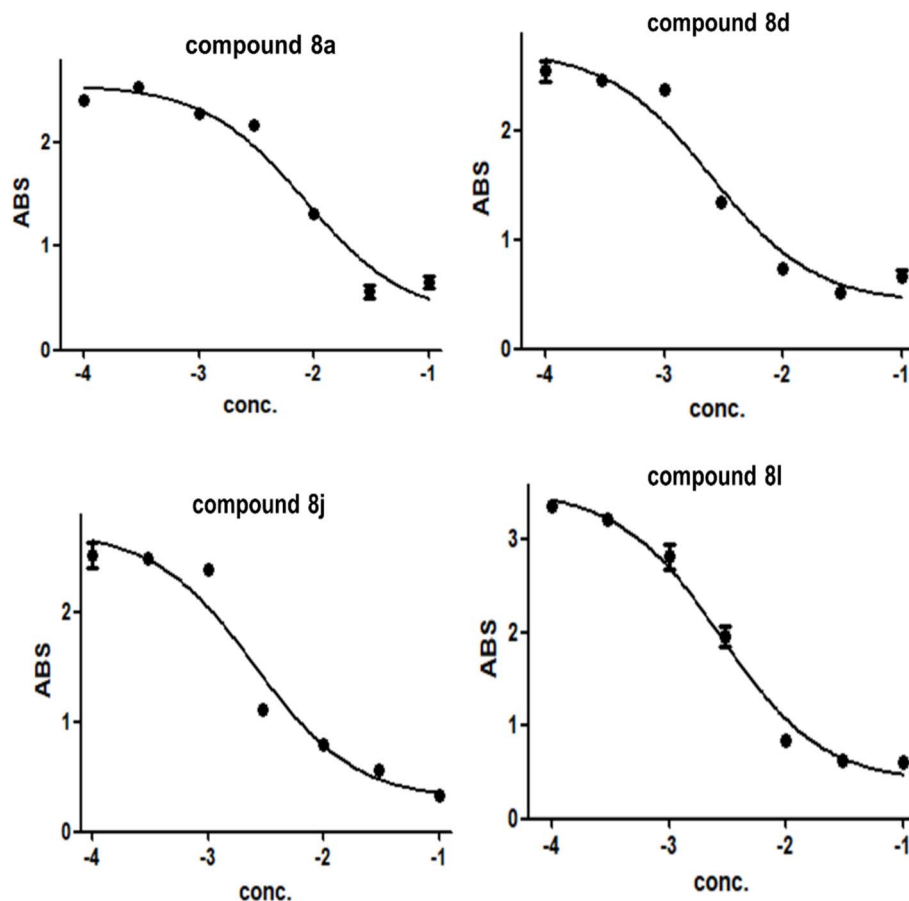 compound 8a
2
1
0
ABS
-4 -3 -2 -1
conc.
compound 8d
2
1
0
ABS
-4 -3 -2 -1
conc.
compound 8j
2
1
0
ABS
-4 -3 -2 -1
conc.
compound 8l
3
2
1
0
ABS
-4 -3 -2 -1
conc.